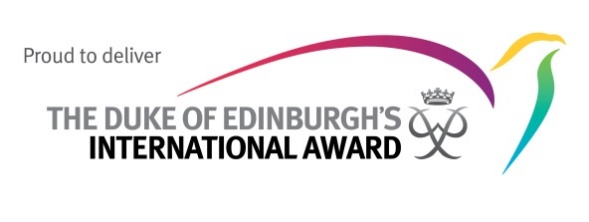 Proud to deliver
THE DUKE OF EDINBURGH'S
INTERNATIONAL AWARD